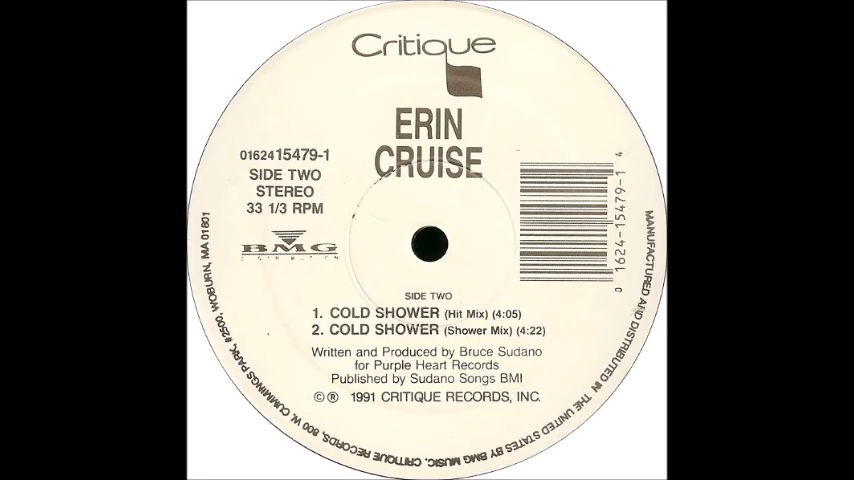 Critique
ERIN
CRUISE
0162415479-1
SIDE TWO
STEREO
33 1/3 RPM
BMG
DISTRIBUTION
0 1624-15479-1 4
SIDE TWO
1. COLD SHOWER (Hit Mix) (4:05)
2. COLD SHOWER (Shower Mix) (4:22)
Written and Produced by Bruce Sudano
for Purple Heart Records
Published by Sudano Songs BMI
©℗ 1991 CRITIQUE RECORDS, INC.
MANUFACTURED AND DISTRIBUTED IN THE UNITED STATES BY BMG MUSIC. CRITIQUE RECORDS, 800 W. CUMMINGS PARK, #2500, WOBURN, MA 01801